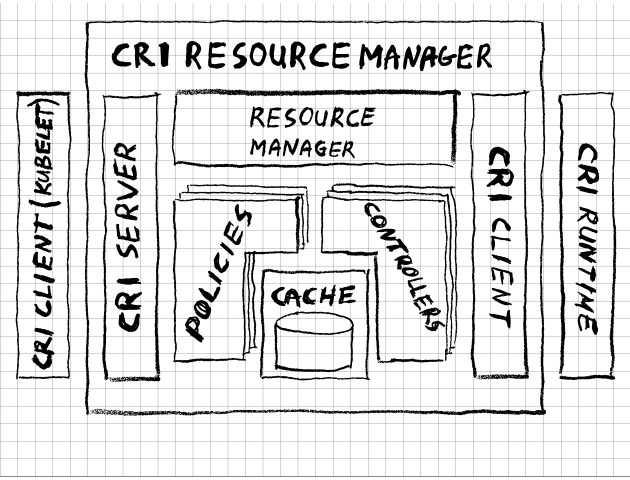 CRI RESOURCE MANAGER
CRI CLIENT (KUBELET)
CRI SERVER
RESOURCE
MANAGER
POLICIES
CONTROLLERS
CACHE
CRI CLIENT
CRI RUNTIME